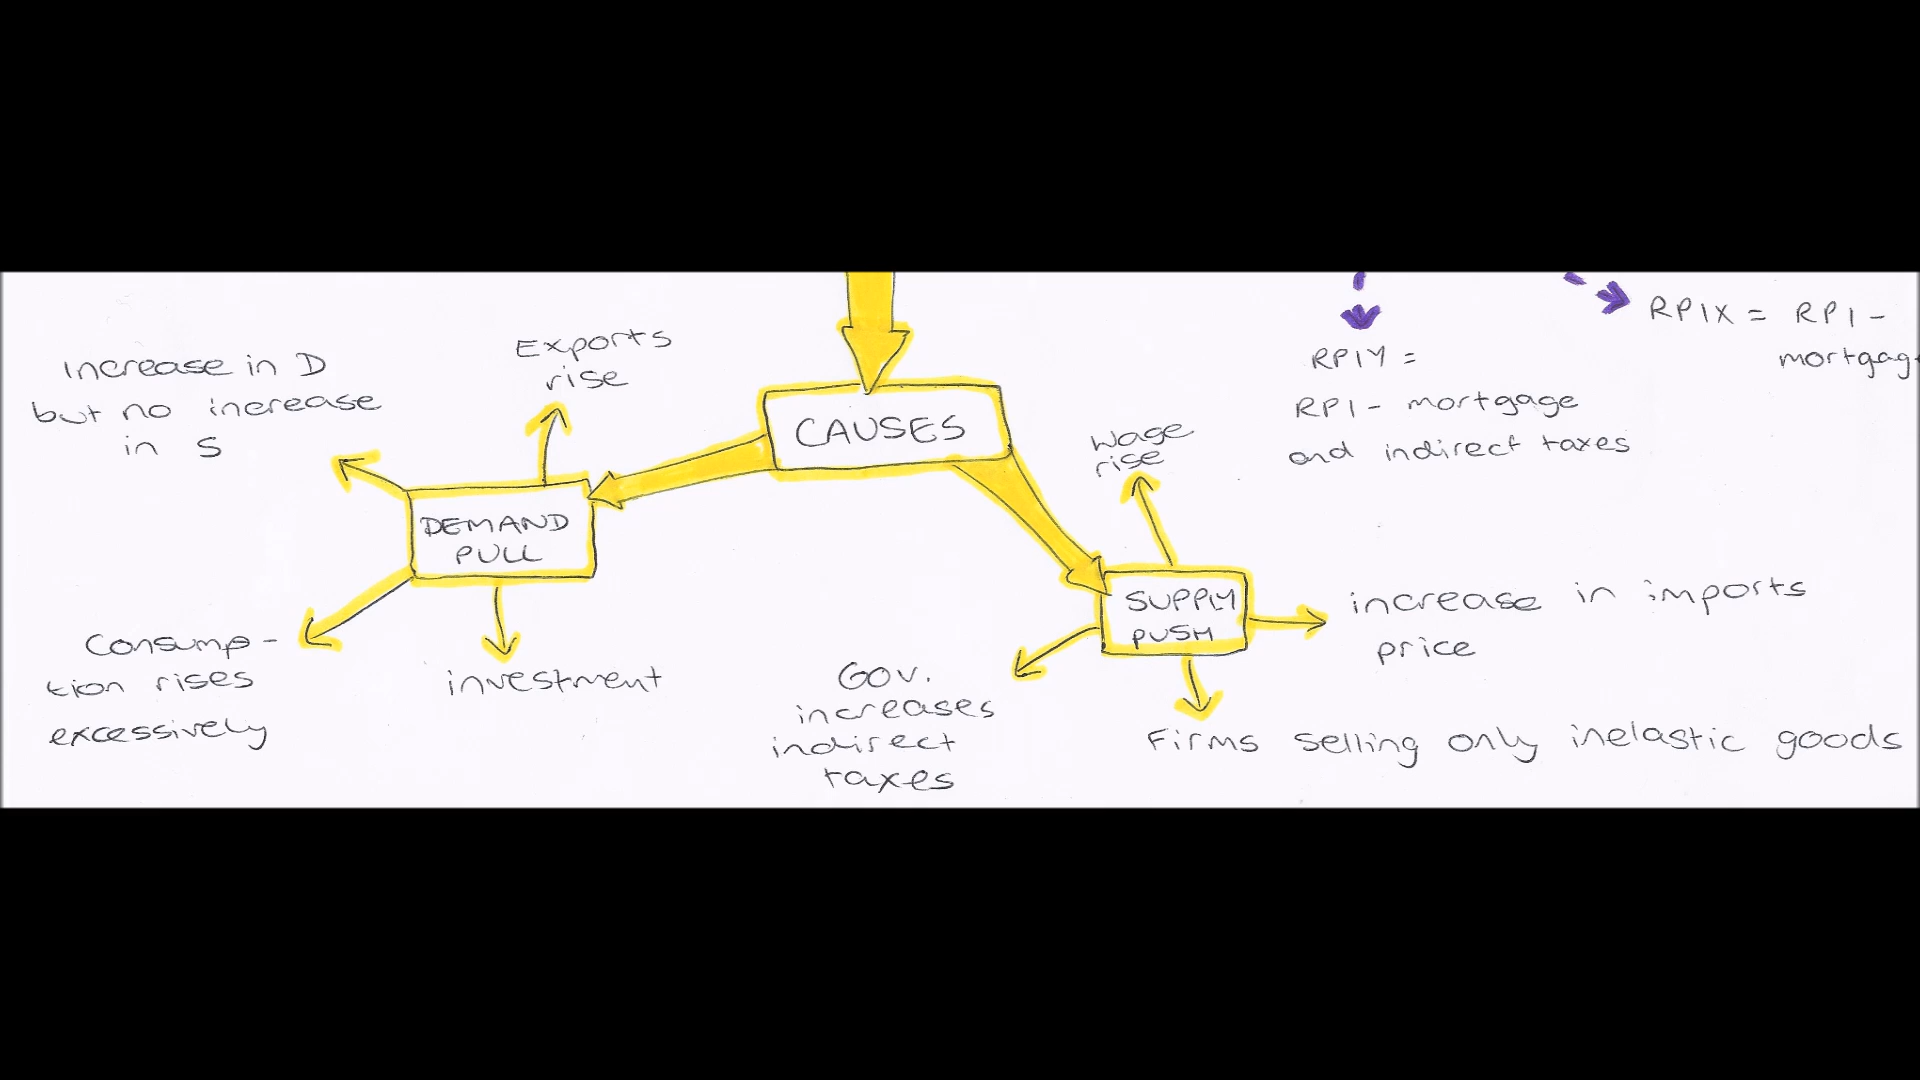 Increase in D
but no increase
in S
Exports
rise
CAUSES
DEMAND
PULL
Consump-
tion rises
excessively
investment
Wage
rise
SUPPLY
PUSH
increase in imports
price
Gov.
increases
indirect
taxes
Firms selling only inelastic goods
RPIY =
RPI - mortgage
and indirect taxes
RPIX = RPI -
mortgag